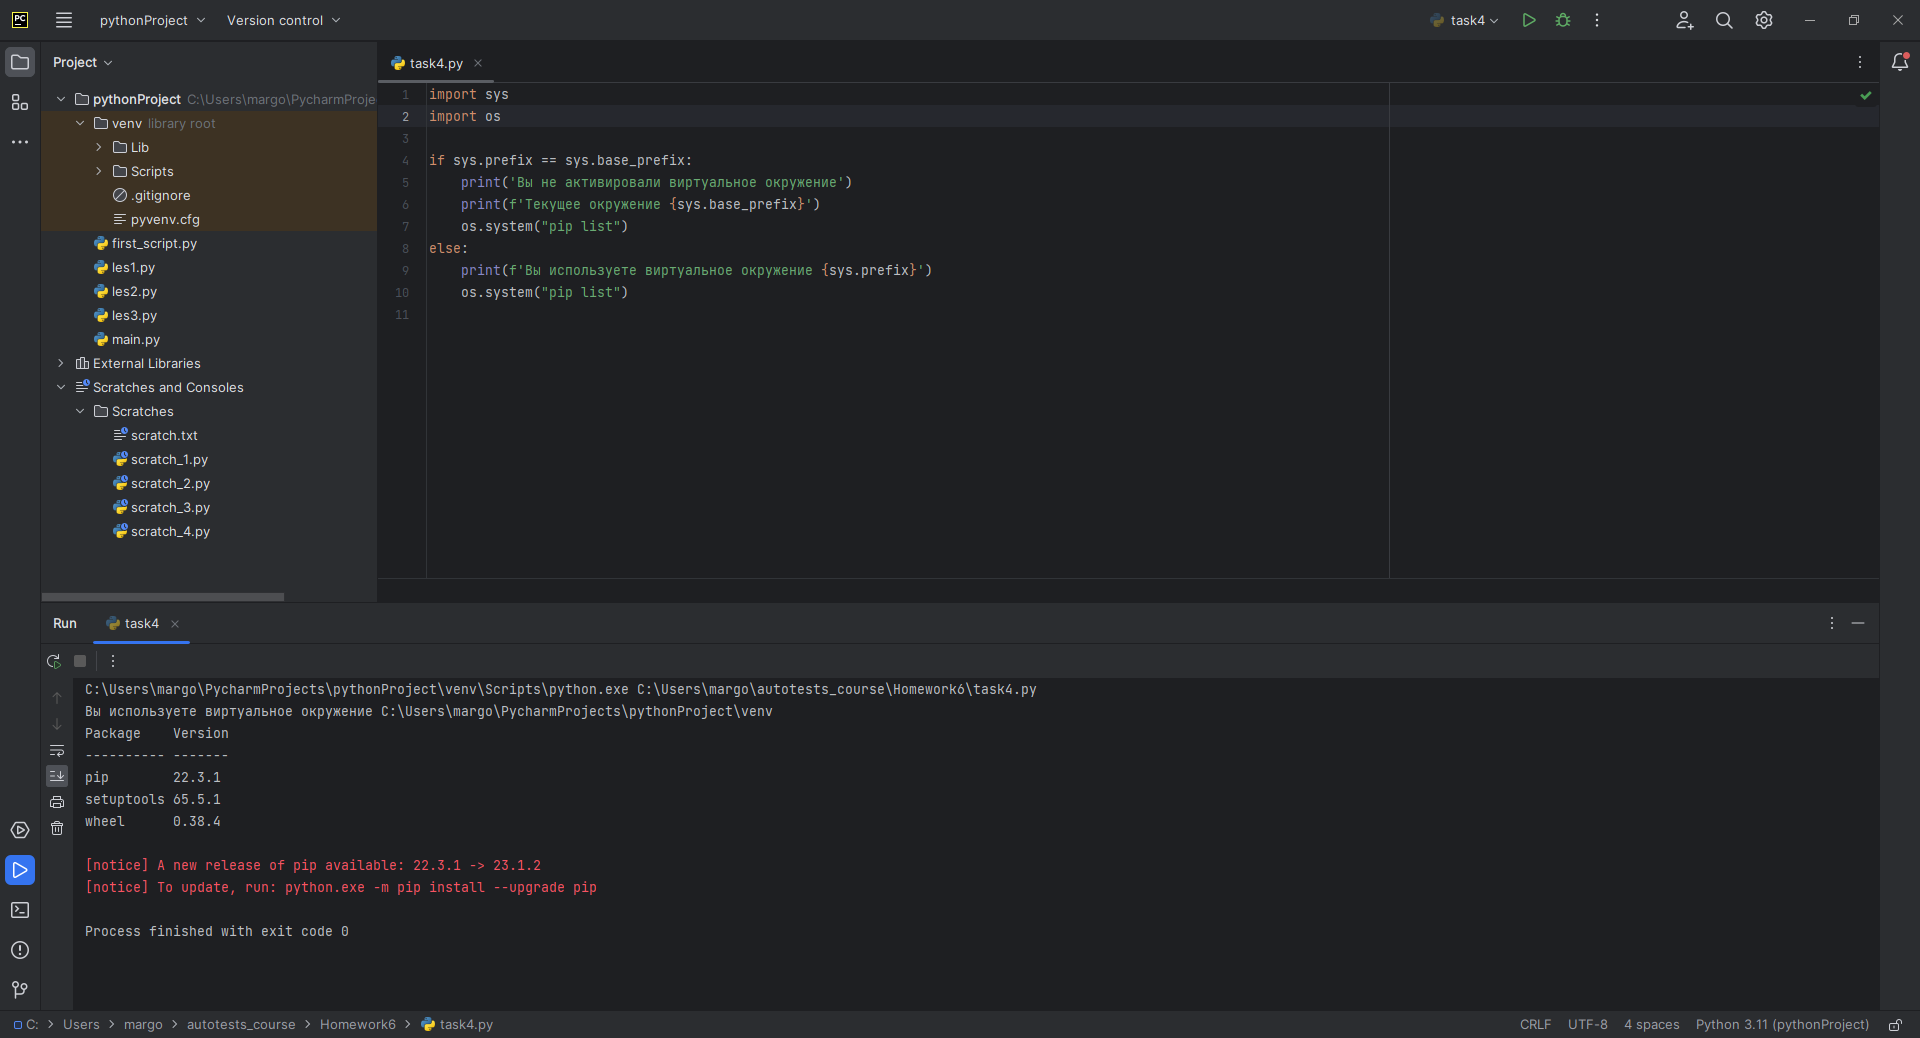 PC pythonProject Version control task4
Project
task4.py
pythonProject C:\Users\margo\PycharmProje
venv library root
Lib
Scripts
.gitignore
pyvenv.cfg
first_script.py
les1.py
les2.py
les3.py
main.py
External Libraries
Scratches and Consoles
Scratches
scratch.txt
scratch_1.py
scratch_2.py
scratch_3.py
scratch_4.py
1 import sys
2 import os
3
4 if sys.prefix == sys.base_prefix:
5 print('Вы не активировали виртуальное окружение')
6 print(f'Текущее окружение {sys.base_prefix}')
7 os.system("pip list")
8 else:
9 print(f'Вы используете виртуальное окружение {sys.prefix}')
10 os.system("pip list")
11
Run task4
C:\Users\margo\PycharmProjects\pythonProject\venv\Scripts\python.exe C:\Users\margo\autotests_course\Homework6\task4.py
Вы используете виртуальное окружение C:\Users\margo\PycharmProjects\pythonProject\venv
Package    Version
---------- -------
pip        22.3.1
setuptools 65.5.1
wheel      0.38.4
[notice] A new release of pip available: 22.3.1 -> 23.1.2
[notice] To update, run: python.exe -m pip install --upgrade pip
Process finished with exit code 0
C: > Users > margo > autotests_course > Homework6 > task4.py CRLF UTF-8 4 spaces Python 3.11 (pythonProject)